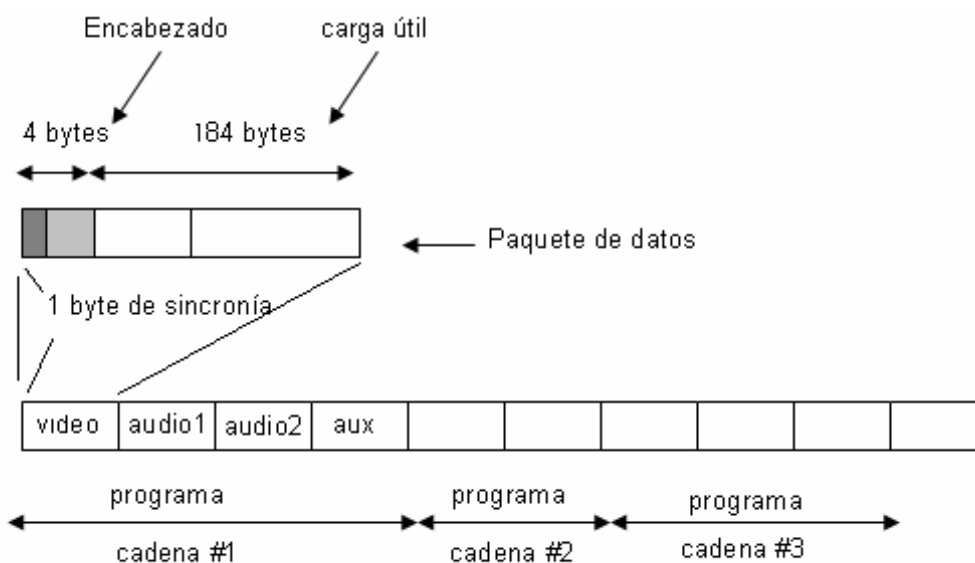 Encabezado carga útil
4 bytes 184 bytes
Paquete de datos
1 byte de sincronía
video audio1 audio2 aux
programa programa programa
cadena #1 cadena #2 cadena #3